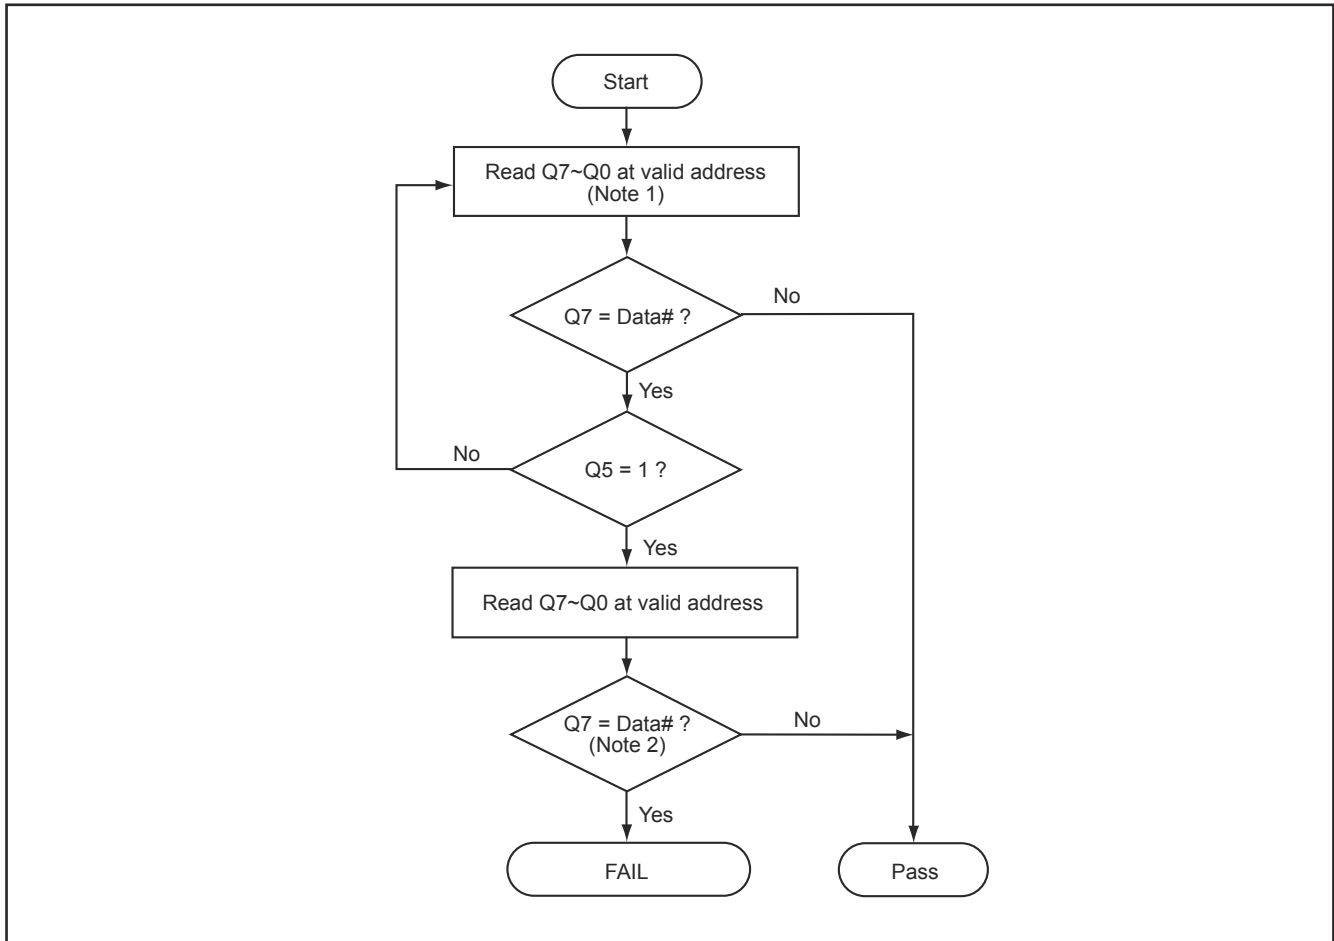 Start
Read Q7~Q0 at valid address
(Note 1)
Q7 = Data# ?
No
Yes
Q5 = 1 ?
No
Yes
Read Q7~Q0 at valid address
Q7 = Data# ?
(Note 2)
No
Yes
FAIL
Pass